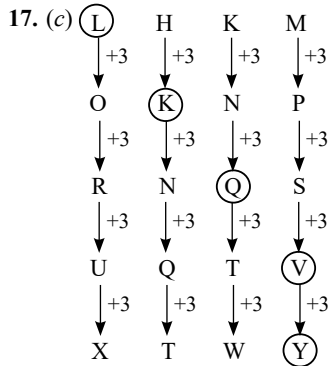 17. (c) L H K M
+3 +3 +3 +3
O K N P
+3 +3 +3 +3
R N Q S
+3 +3 +3 +3
U Q T V
+3 +3 +3 +3
X T W Y